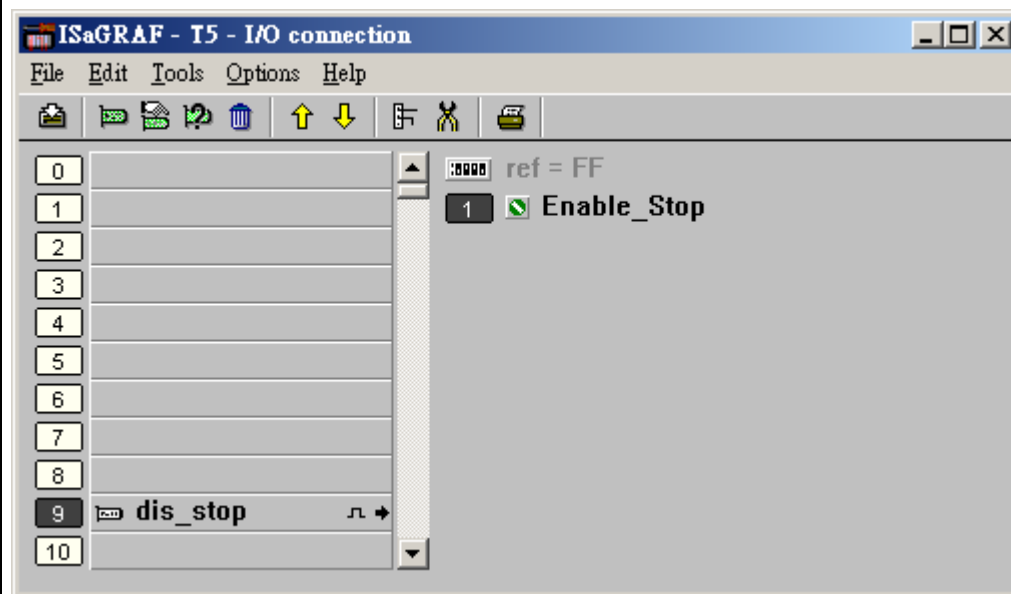 ISaGRAF - T5 - I/O connection
File Edit Tools Options Help
0
1
2
3
4
5
6
7
8
9 dis_stop
10
ref = FF
1 Enable_Stop